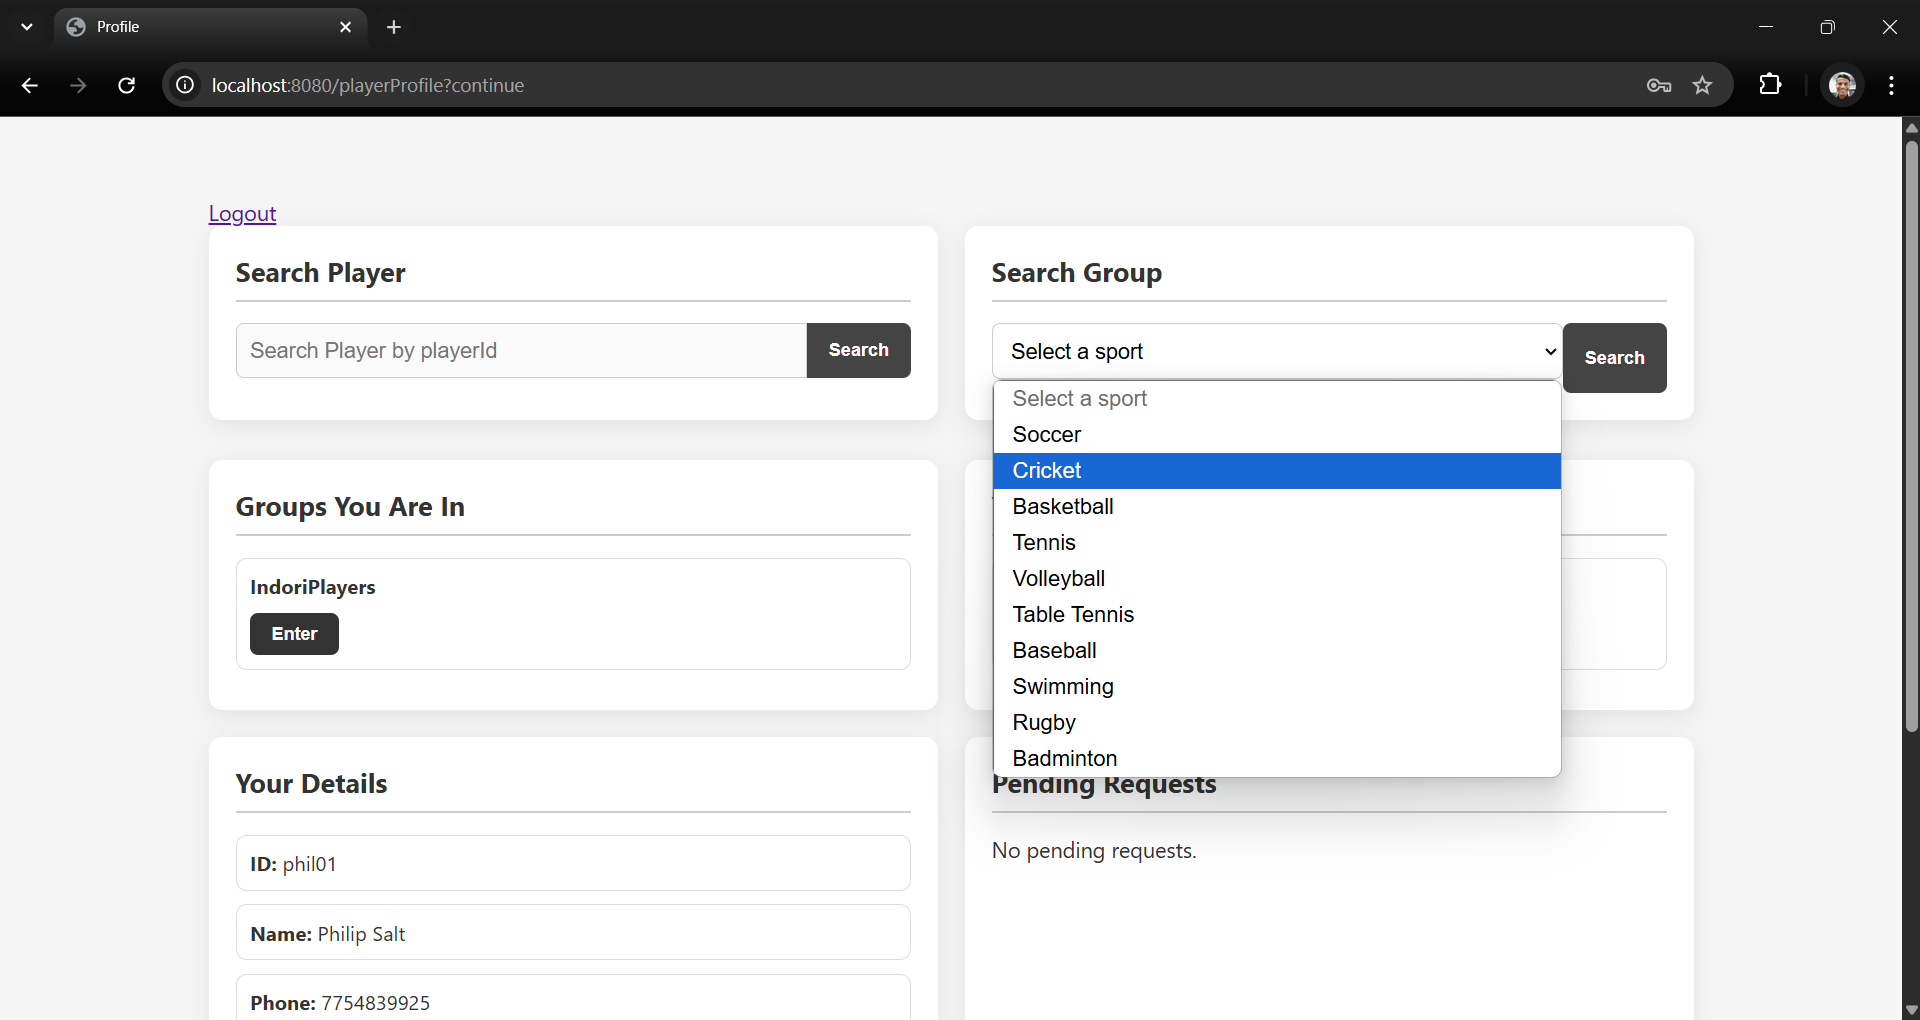 Profile
localhost:8080/playerProfile?continue
Logout
Search Player
Search Player by playerId
Search
Search Group
Select a sport
Search
Select a sport
Soccer
Cricket
Basketball
Tennis
Volleyball
Table Tennis
Baseball
Swimming
Rugby
Badminton
Groups You Are In
IndoriPlayers
Enter
Your Details
ID: phil01
Name: Philip Salt
Phone: 7754839925
Pending Requests
No pending requests.